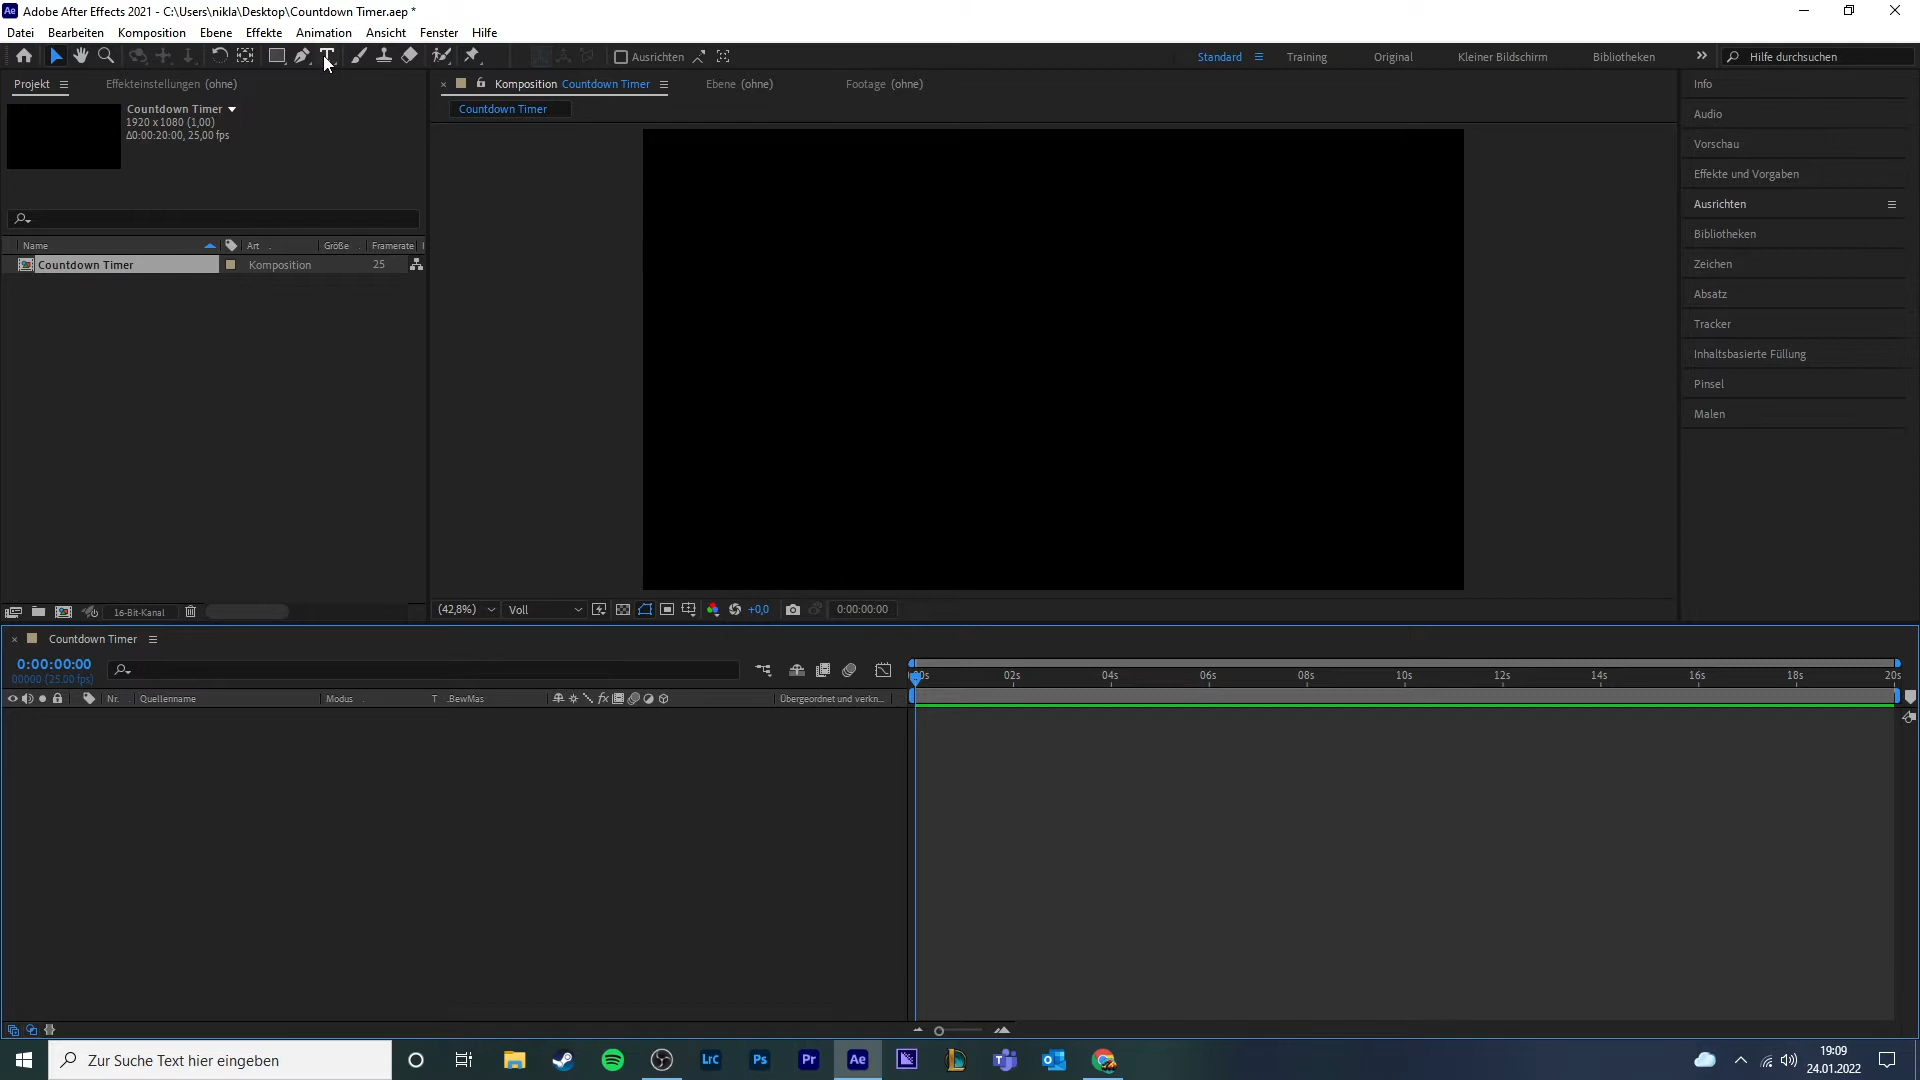 Ae Adobe After Effects 2021 - C:\Users\nikla\Desktop\Countdown Timer.aep *
Datei Bearbeiten Komposition Ebene Effekte Animation Ansicht Fenster Hilfe
Ausrichten Standard Training Original Kleiner Bildschirm Bibliotheken Hilfe durchsuchen
Projekt Effekteinstellungen (ohne)
Countdown Timer
1920 x 1080 (1,00)
Δ0:00:20:00, 25,00 fps
Name Art Größe Framerate
Countdown Timer Komposition 25
16-Bit-Kanal
Komposition Countdown Timer Ebene (ohne) Footage (ohne)
Countdown Timer
(42,8%) Voll +0,0 0:00:00:00
Info
Audio
Vorschau
Effekte und Vorgaben
Ausrichten
Bibliotheken
Zeichen
Absatz
Tracker
Inhaltsbasierte Füllung
Pinsel
Malen
Countdown Timer
0:00:00:00
00000 (25.00 fps)
Nr. Quellenname Modus T .BewMas Übergeordnet und verkn...
02s 04s 06s 08s 10s 12s 14s 16s 18s 20s
Zur Suche Text hier eingeben
LrC Ps Pr Ae
19:09
24.01.2022